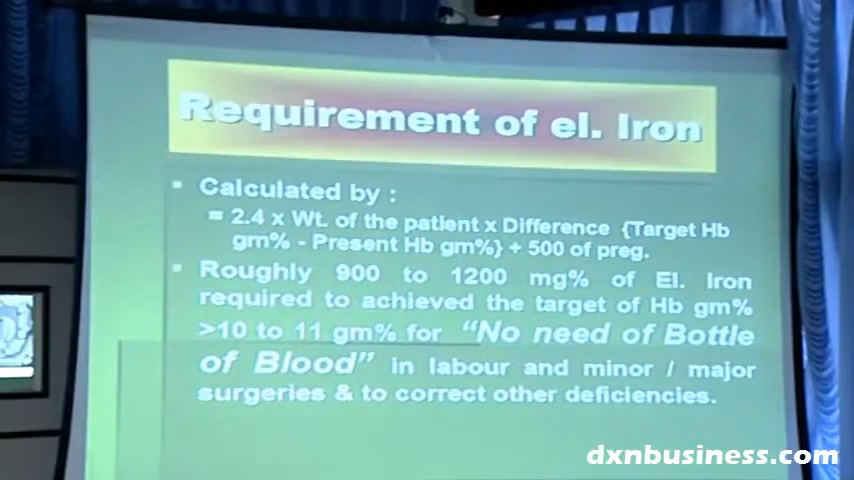 Requirement of el. Iron
▪ Calculated by :
= 2.4 x Wt. of the patient x Difference {Target Hb
gm% - Present Hb gm%} + 500 of preg.
▪ Roughly 900 to 1200 mg% of El. Iron
required to achieved the target of Hb gm%
>10 to 11 gm% for "No need of Bottle
of Blood" in labour and minor / major
surgeries & to correct other deficiencies.
dxnbusiness.com